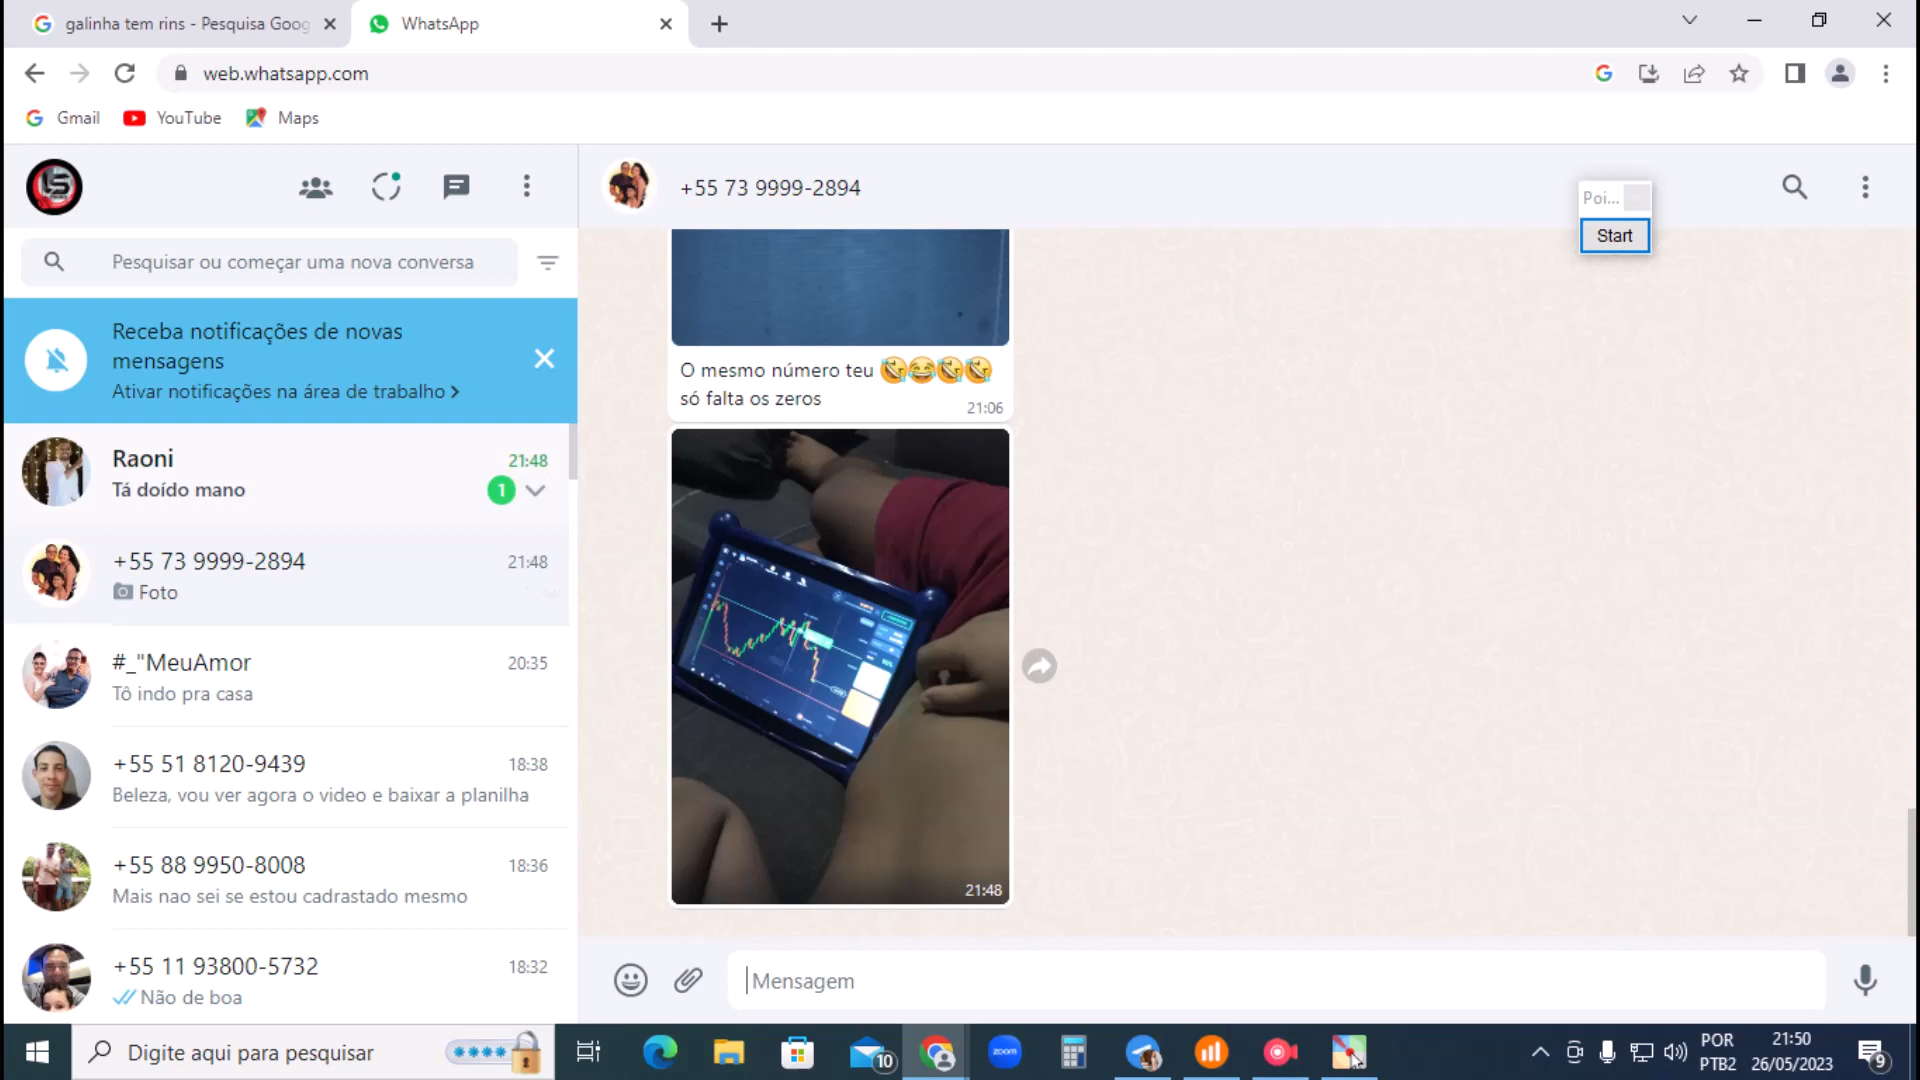 galinha tem rins - Pesquisa Goog
WhatsApp
web.whatsapp.com
Gmail
YouTube
Maps
+55 73 9999-2894
Poi...
Start
Pesquisar ou começar uma nova conversa
Receba notificações de novas
mensagens
Ativar notificações na área de trabalho >
Raoni
21:48
Tá doído mano
1
+55 73 9999-2894
21:48
Foto
#_"MeuAmor
20:35
Tô indo pra casa
+55 51 8120-9439
18:38
Beleza, vou ver agora o video e baixar a planilha
+55 88 9950-8008
18:36
Mais nao sei se estou cadrastado mesmo
+55 11 93800-5732
18:32
Não de boa
O mesmo número teu 🤣😂🤣🤣
só falta os zeros
21:06
21:48
Mensagem
Digite aqui para pesquisar
10
zoom
POR
PTB2
21:50
26/05/2023
9